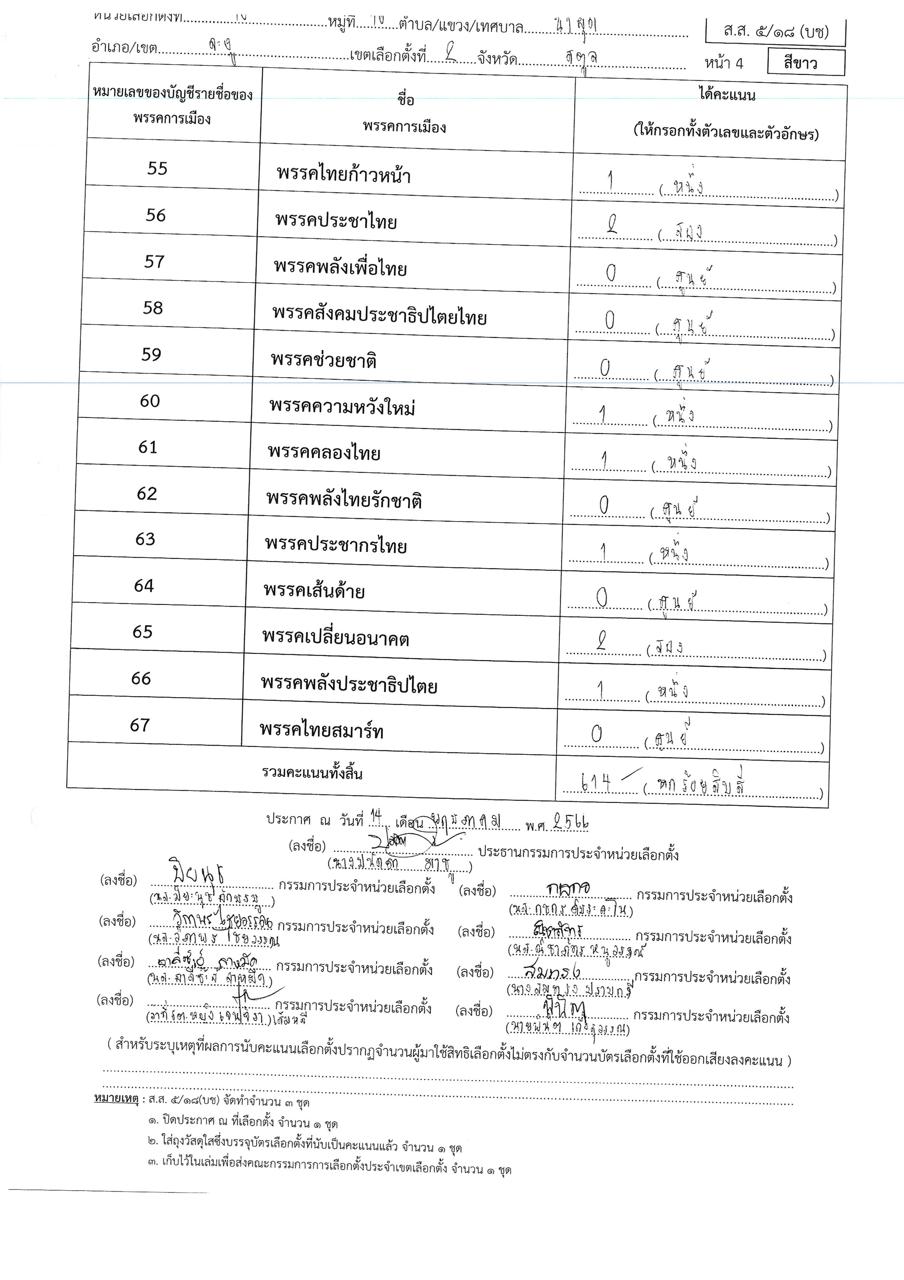 หน่วยเลือกตั้งที่ 10 หมู่ที่ 10 ตำบล/แขวง/เทศบาล
ส.ส. ๕/๑๘ (บช)
อำเภอ/เขต ละงู เขตเลือกตั้งที่ 2 จังหวัด สตูล หน้า 4 สีขาว
หมายเลขของบัญชีรายชื่อของพรรคการเมือง ชื่อพรรคการเมือง ได้คะแนน (ให้กรอกทั้งตัวเลขและตัวอักษร)
55 พรรคไทยก้าวหน้า 1 (หนึ่ง)
56 พรรคประชาไทย 2 (สอง)
57 พรรคพลังเพื่อไทย 0 (ศูนย์)
58 พรรคสังคมประชาธิปไตยไทย 0 (ศูนย์)
59 พรรคช่วยชาติ 0 (ศูนย์)
60 พรรคความหวังใหม่ 1 (หนึ่ง)
61 พรรคคลองไทย 1 (หนึ่ง)
62 พรรคพลังไทยรักชาติ 0 (ศูนย์)
63 พรรคประชากรไทย 1 (หนึ่ง)
64 พรรคเส้นด้าย 0 (ศูนย์)
65 พรรคเปลี่ยนอนาคต 2 (สอง)
66 พรรคพลังประชาธิปไตย 1 (หนึ่ง)
67 พรรคไทยสมาร์ท 0 (ศูนย์)
รวมคะแนนทั้งสิ้น 614 (หกร้อยสิบสี่)
ประกาศ ณ วันที่ 14 เดือน พฤษภาคม พ.ศ. 2566
(ลงชื่อ) ประธานกรรมการประจำหน่วยเลือกตั้ง
(ลงชื่อ) ปิยนุช กรรมการประจำหน่วยเลือกตั้ง (ลงชื่อ) กรรมการประจำหน่วยเลือกตั้ง
(ลงชื่อ) กรรมการประจำหน่วยเลือกตั้ง (ลงชื่อ) กรรมการประจำหน่วยเลือกตั้ง
(ลงชื่อ) กรรมการประจำหน่วยเลือกตั้ง (ลงชื่อ) สมทรง กรรมการประจำหน่วยเลือกตั้ง
(ลงชื่อ) กรรมการประจำหน่วยเลือกตั้ง (ลงชื่อ) กรรมการประจำหน่วยเลือกตั้ง
( สำหรับระบุเหตุที่ผลการนับคะแนนเลือกตั้งปรากฏจำนวนผู้มาใช้สิทธิเลือกตั้งไม่ตรงกับจำนวนบัตรเลือกตั้งที่ใช้ออกเสียงลงคะแนน )
หมายเหตุ : ส.ส. ๕/๑๘(บช) จัดทำจำนวน ๓ ชุด
๑. ปิดประกาศ ณ ที่เลือกตั้ง จำนวน ๑ ชุด
๒. ใส่ถุงวัสดุใสซึ่งบรรจุบัตรเลือกตั้งที่นับเป็นคะแนนแล้ว จำนวน ๑ ชุด
๓. เก็บไว้ในเล่มเพื่อส่งคณะกรรมการการเลือกตั้งประจำเขตเลือกตั้ง จำนวน ๑ ชุด